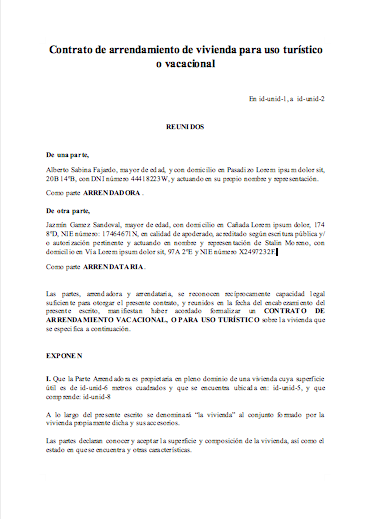 Contrato de arrendamiento de vivienda para uso turístico
o vacacional
En id-unid-1, a id-unid-2
REUNIDOS
De una parte,
Alberto Sabina Fajardo, mayor de edad, y con domicilio en Pasadizo Lorem ipsum dolor sit,
20B 14ºB, con DNI número 44418223W, y actuando en su propio nombre y representación.
Como parte ARRENDADORA .
De otra parte,
Jazmín Gamez Sandoval, mayor de edad, con domicilio en Cañada Lorem ipsum dolor, 174
8ºD, NIE número: 17464671N, en calidad de apoderado, acreditado según escritura pública y/
o autorización pertinente y actuando en nombre y representación de Stalin Moreno, con
domicilio en Vía Lorem ipsum dolor sit, 97A 2ºE y NIE número X2497232E
Como parte ARRENDATARIA.
Las partes, arrendadora y arrendataria, se reconocen recíprocamente capacidad legal
suficiente para otorgar el presente contrato, y reunidos en la fecha del encabezamiento del
presente escrito, manifiestan haber acordado formalizar un CONTRATO DE
ARRENDAMIENTO VACACIONAL, O PARA USO TURÍSTICO sobre la vivienda que
se especifica a continuación.
EXPONEN
I. Que la Parte Arrendadora es propietaria en pleno dominio de una vivienda cuya superficie
útil es de id-unid-6 metros cuadrados y que se encuentra ubicada en: id-unid-5, y que
comprende: id-unid-8
A lo largo del presente escrito se denominará “la vivienda” al conjunto formado por la
vivienda propiamente dicha y sus accesorios.
Las partes declaran conocer y aceptar la superficie y composición de la vivienda, así como el
estado en que se encuentra y otras características.